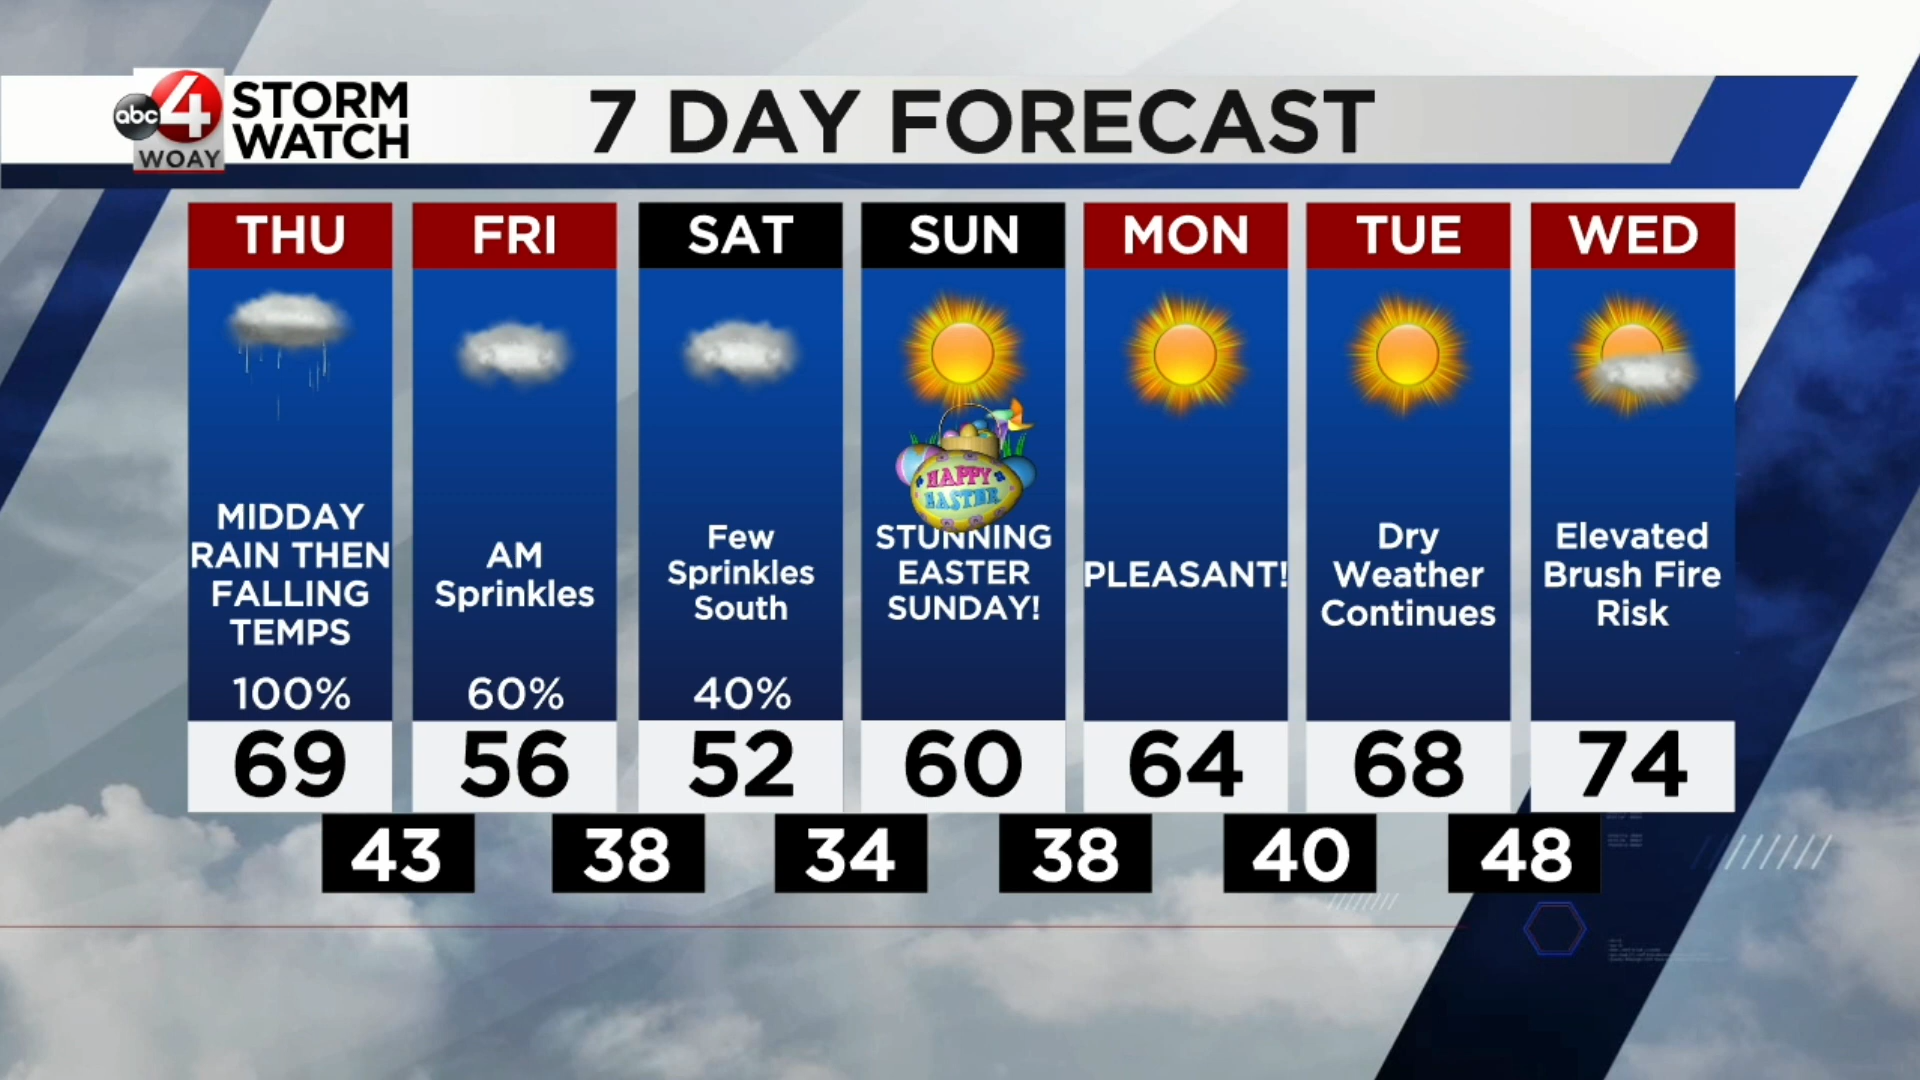 abc 4
WOAY
STORM
WATCH
7 DAY FORECAST
THU
MIDDAY
RAIN THEN
FALLING
TEMPS
100%
69
FRI
AM
Sprinkles
60%
56
SAT
Few
Sprinkles
South
40%
52
SUN
HAPPY
EASTER
STUNNING
EASTER
SUNDAY!
60
MON
PLEASANT!
64
TUE
Dry
Weather
Continues
68
WED
Elevated
Brush Fire
Risk
74
43
38
34
38
40
48